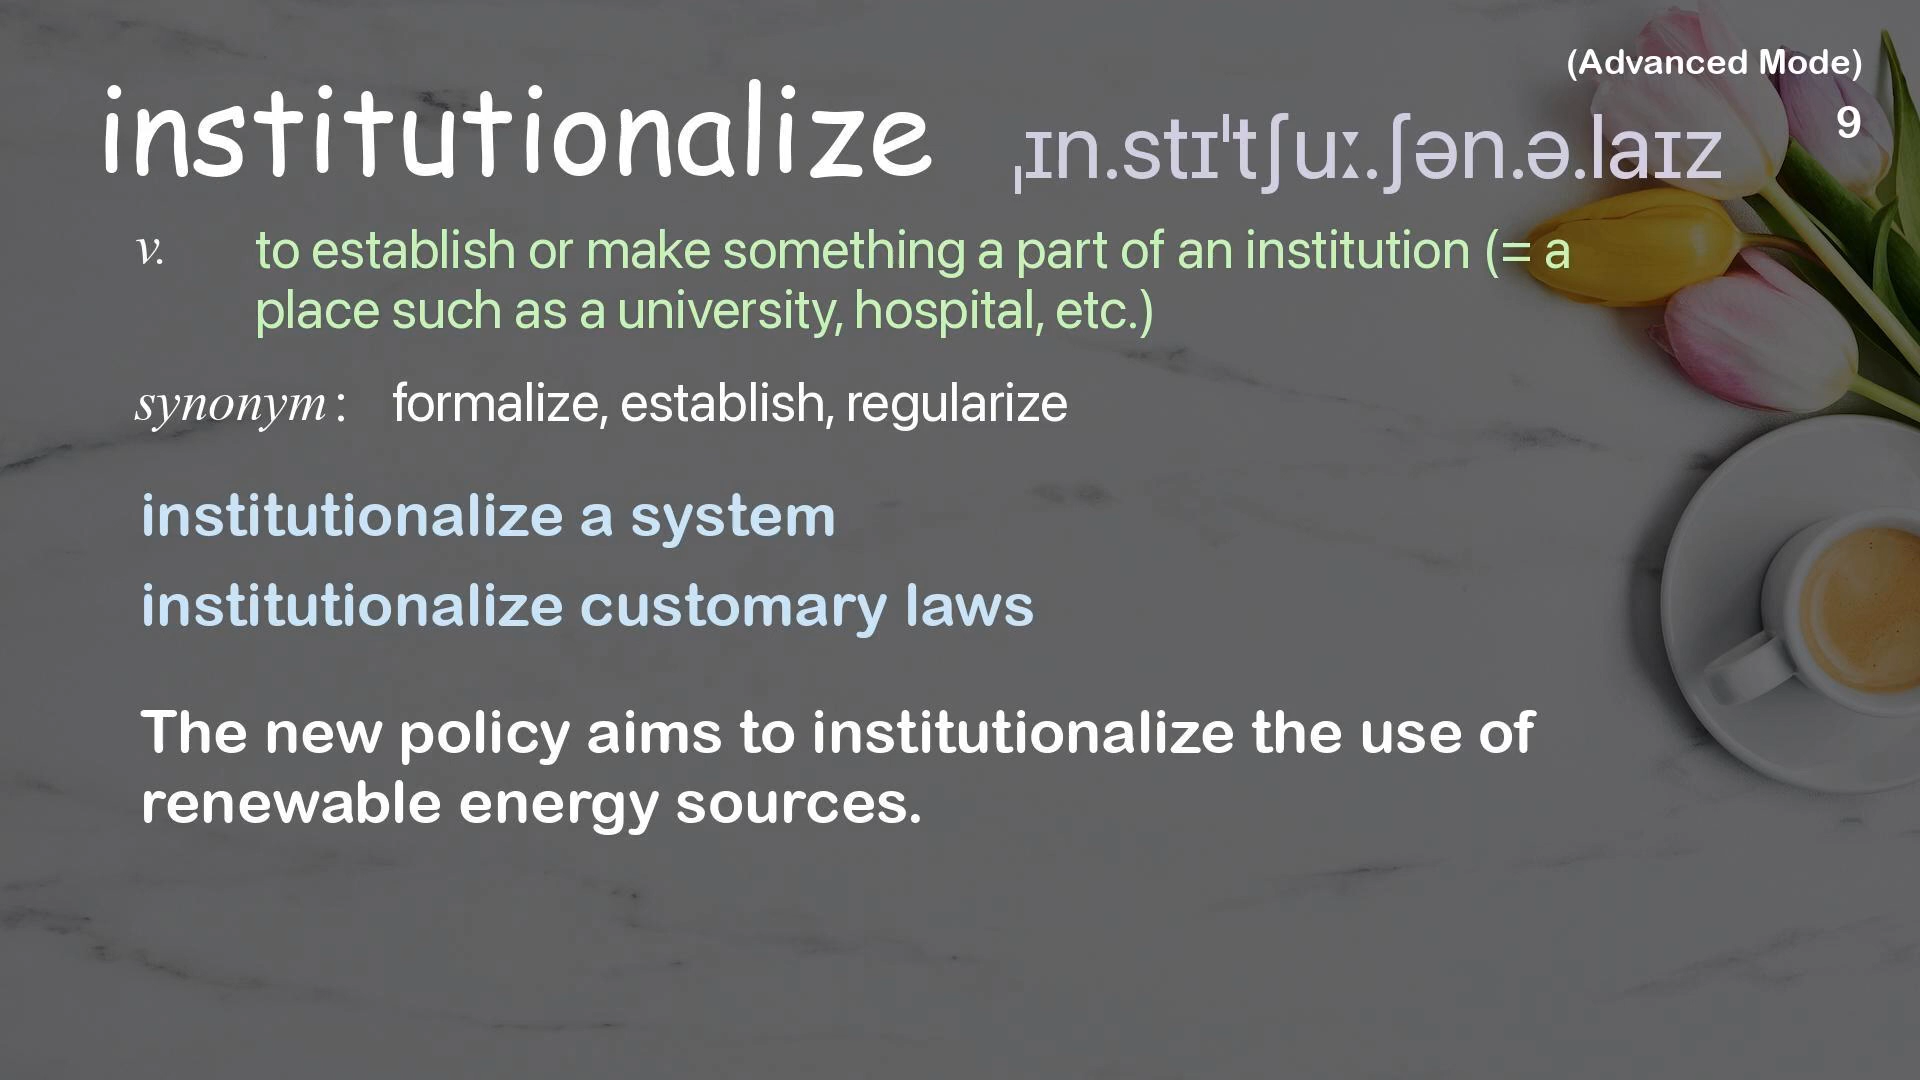 (Advanced Mode)
institutionalize ˌɪn.stɪˈtʃuː.ʃən.ə.laɪz 9
v. to establish or make something a part of an institution (= a
place such as a university, hospital, etc.)
synonym : formalize, establish, regularize
institutionalize a system
institutionalize customary laws
The new policy aims to institutionalize the use of
renewable energy sources.